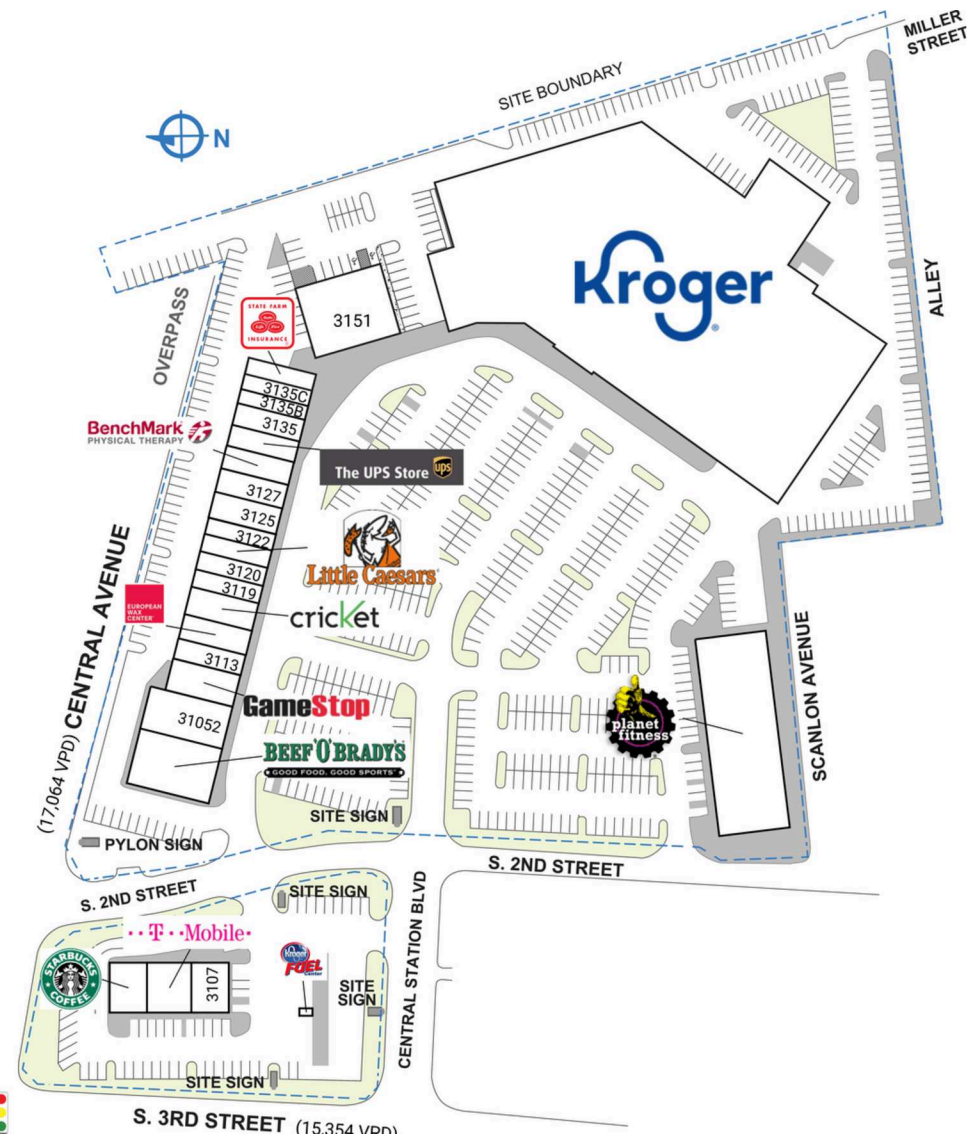 MILLER
STREET
SITE BOUNDARY
N
Kroger
®
ALLEY
OVERPASS
STATE FARM
Auto
Life Fire
INSURANCE
3151
3135C
3135B
3135
BenchMark
PHYSICAL THERAPY
The UPS Store ups
3127
3125
3122
Little Caesars
3120
3119
cricket
EUROPEAN
WAX
CENTER
3113
GameStop
31052
BEEF 'O' BRADY'S
GOOD FOOD. GOOD SPORTS
planet
fitness
SCANLON AVENUE
(17,064 VPD) CENTRAL AVENUE
SITE SIGN
PYLON SIGN
S. 2ND STREET
S. 2ND STREET
SITE SIGN
CENTRAL STATION BLVD
T Mobile
STARBUCKS
COFFEE
3107
Kroger
FUEL
Center
SITE
SIGN
SITE SIGN
S. 3RD STREET (15,354 VPD)